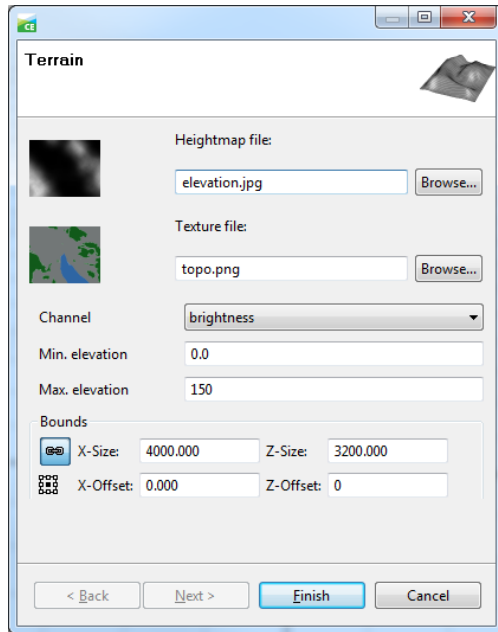 CE
Terrain
Heightmap file:
elevation.jpg Browse...
Texture file:
topo.png Browse...
Channel brightness
Min. elevation 0.0
Max. elevation 150
Bounds
X-Size: 4000.000 Z-Size: 3200.000
X-Offset: 0.000 Z-Offset: 0
< Back Next > Finish Cancel